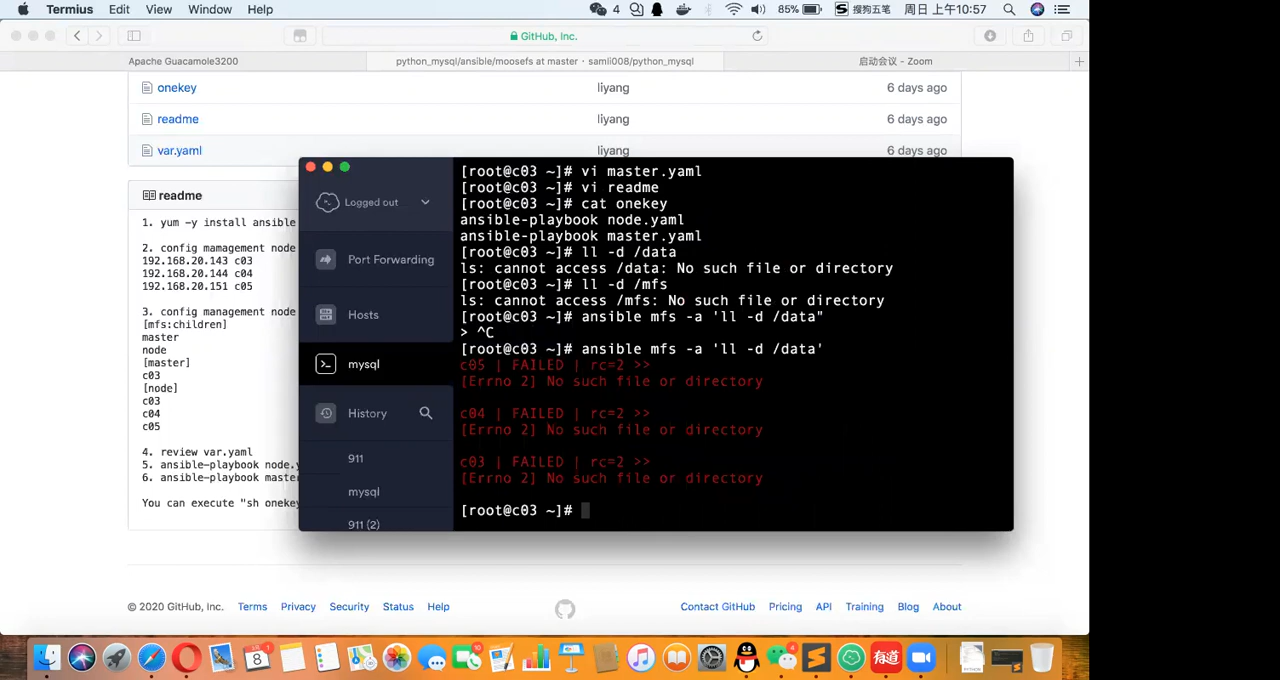 Termius Edit View Window Help
4
85%
搜狗五笔
周日 上午10:57
GitHub, Inc.
Apache Guacamole3200
python_mysql/ansible/moosefs at master · samli008/python_mysql
启动会议 - Zoom
onekey liyang 6 days ago
readme liyang 6 days ago
var.yaml liyang 6 days ago
readme
1. yum -y install ansible
2. config mamagement node
192.168.20.143 c03
192.168.20.144 c04
192.168.20.151 c05
3. config management node
[mfs:children]
master
node
[master]
c03
[node]
c03
c04
c05
4. review var.yaml
5. ansible-playbook node.y
6. ansible-playbook master
You can execute "sh onekey
Logged out
Port Forwarding
Hosts
mysql
History
911
mysql
911 (2)
[root@c03 ~]# vi master.yaml
[root@c03 ~]# vi readme
[root@c03 ~]# cat onekey
ansible-playbook node.yaml
ansible-playbook master.yaml
[root@c03 ~]# ll -d /data
ls: cannot access /data: No such file or directory
[root@c03 ~]# ll -d /mfs
ls: cannot access /mfs: No such file or directory
[root@c03 ~]# ansible mfs -a 'll -d /data"
> ^C
[root@c03 ~]# ansible mfs -a 'll -d /data'
c05 | FAILED | rc=2 >>
[Errno 2] No such file or directory
c04 | FAILED | rc=2 >>
[Errno 2] No such file or directory
c03 | FAILED | rc=2 >>
[Errno 2] No such file or directory
[root@c03 ~]#
© 2020 GitHub, Inc. Terms Privacy Security Status Help
Contact GitHub Pricing API Training Blog About
8
有道